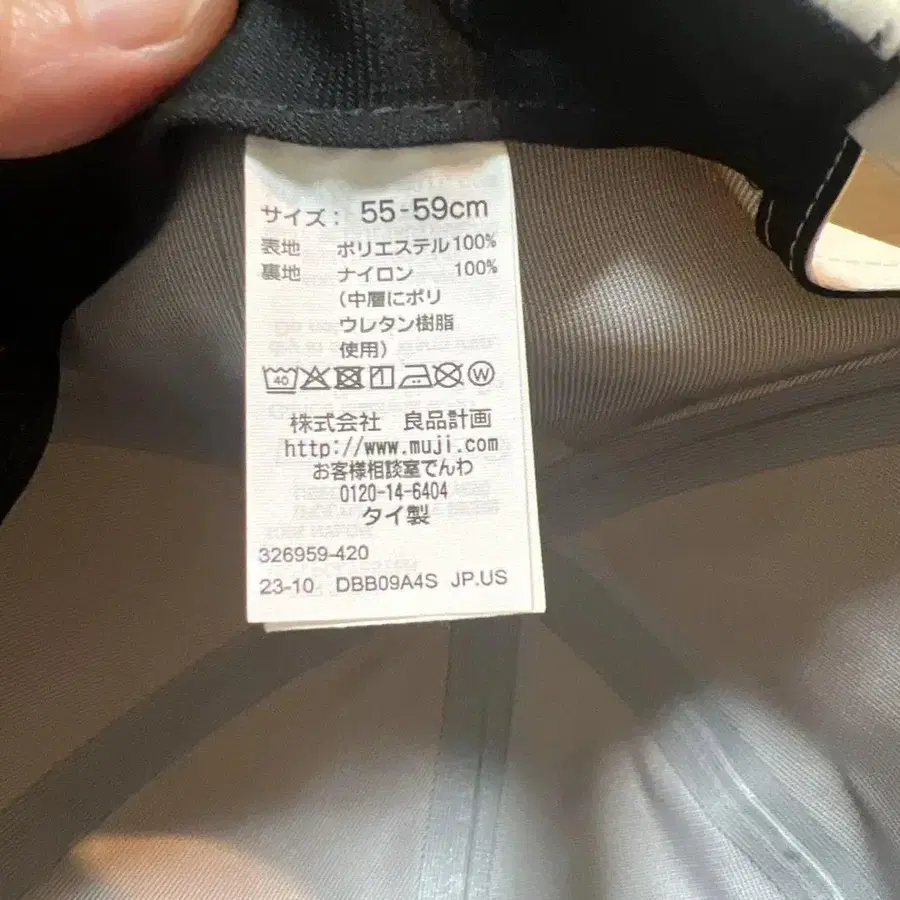 サイズ: 55-59cm
表地 ポリエステル100%
裏地 ナイロン 100%
(中層にポリ
ウレタン樹脂
使用)
40 W
株式会社 良品計画
http://www.muji.com
お客様相談室でんわ
0120-14-6404
タイ製
326959-420
23-10 DBB09A4S JP.US